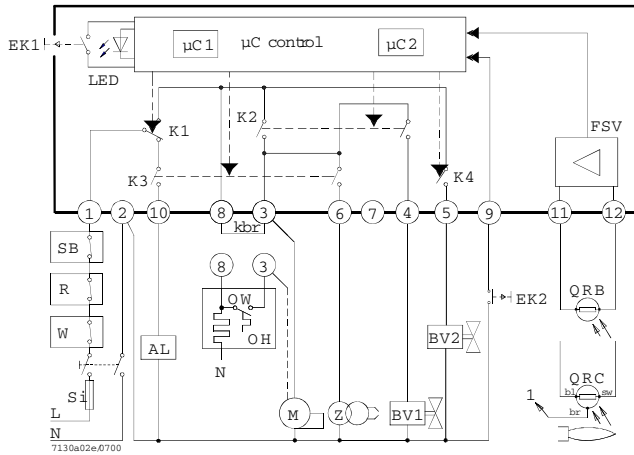 µC1
µC control
µC2
EK1
LED
FSV
K1
K2
K3
K4
1
2
10
8
3
6
7
4
5
9
11
12
kbr
SB
R
W
Si
L
N
8
3
OW
OH
N
AL
M
Z
BV1
BV2
EK2
QRB
QRC
bl
sw
br
1
7130a02e/0700